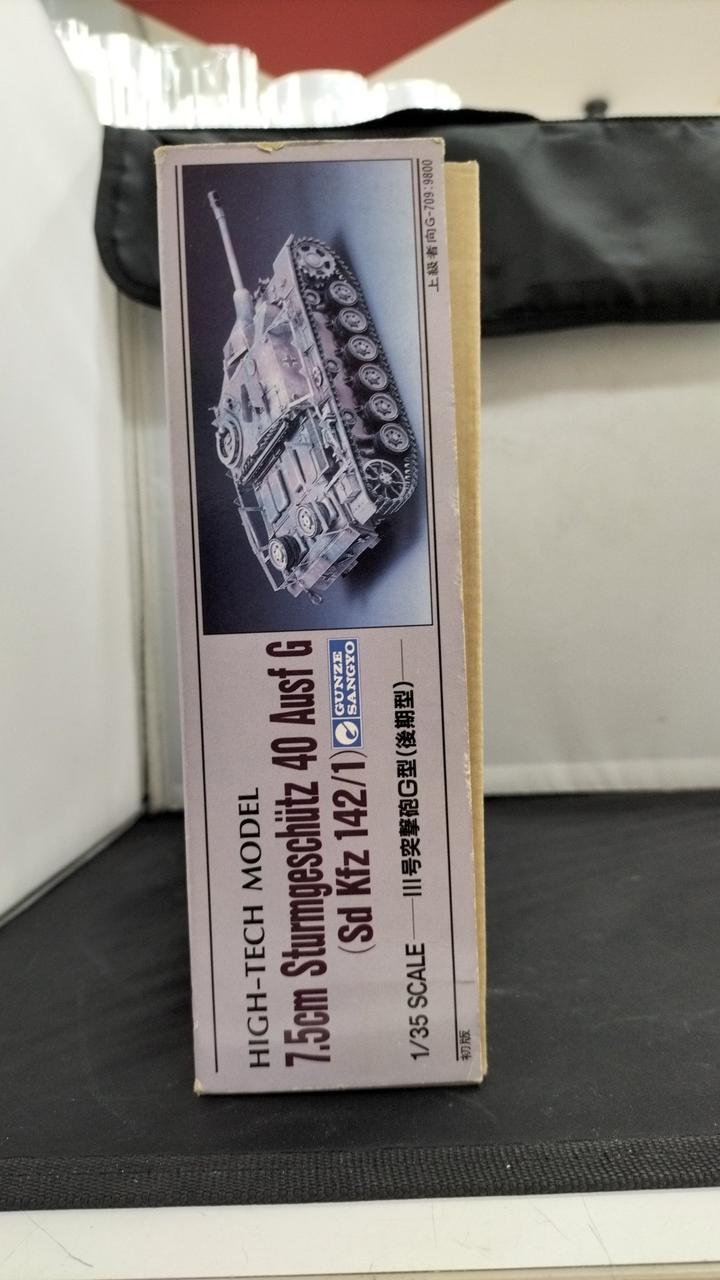 HIGH-TECH MODEL
7.5cm Sturmgeschütz 40 Ausf G
(Sd Kfz 142/1)
GUNZE
SANGYO
1/35 SCALE
III号突撃砲G型(後期型)
初版
上級者向G-709:9800